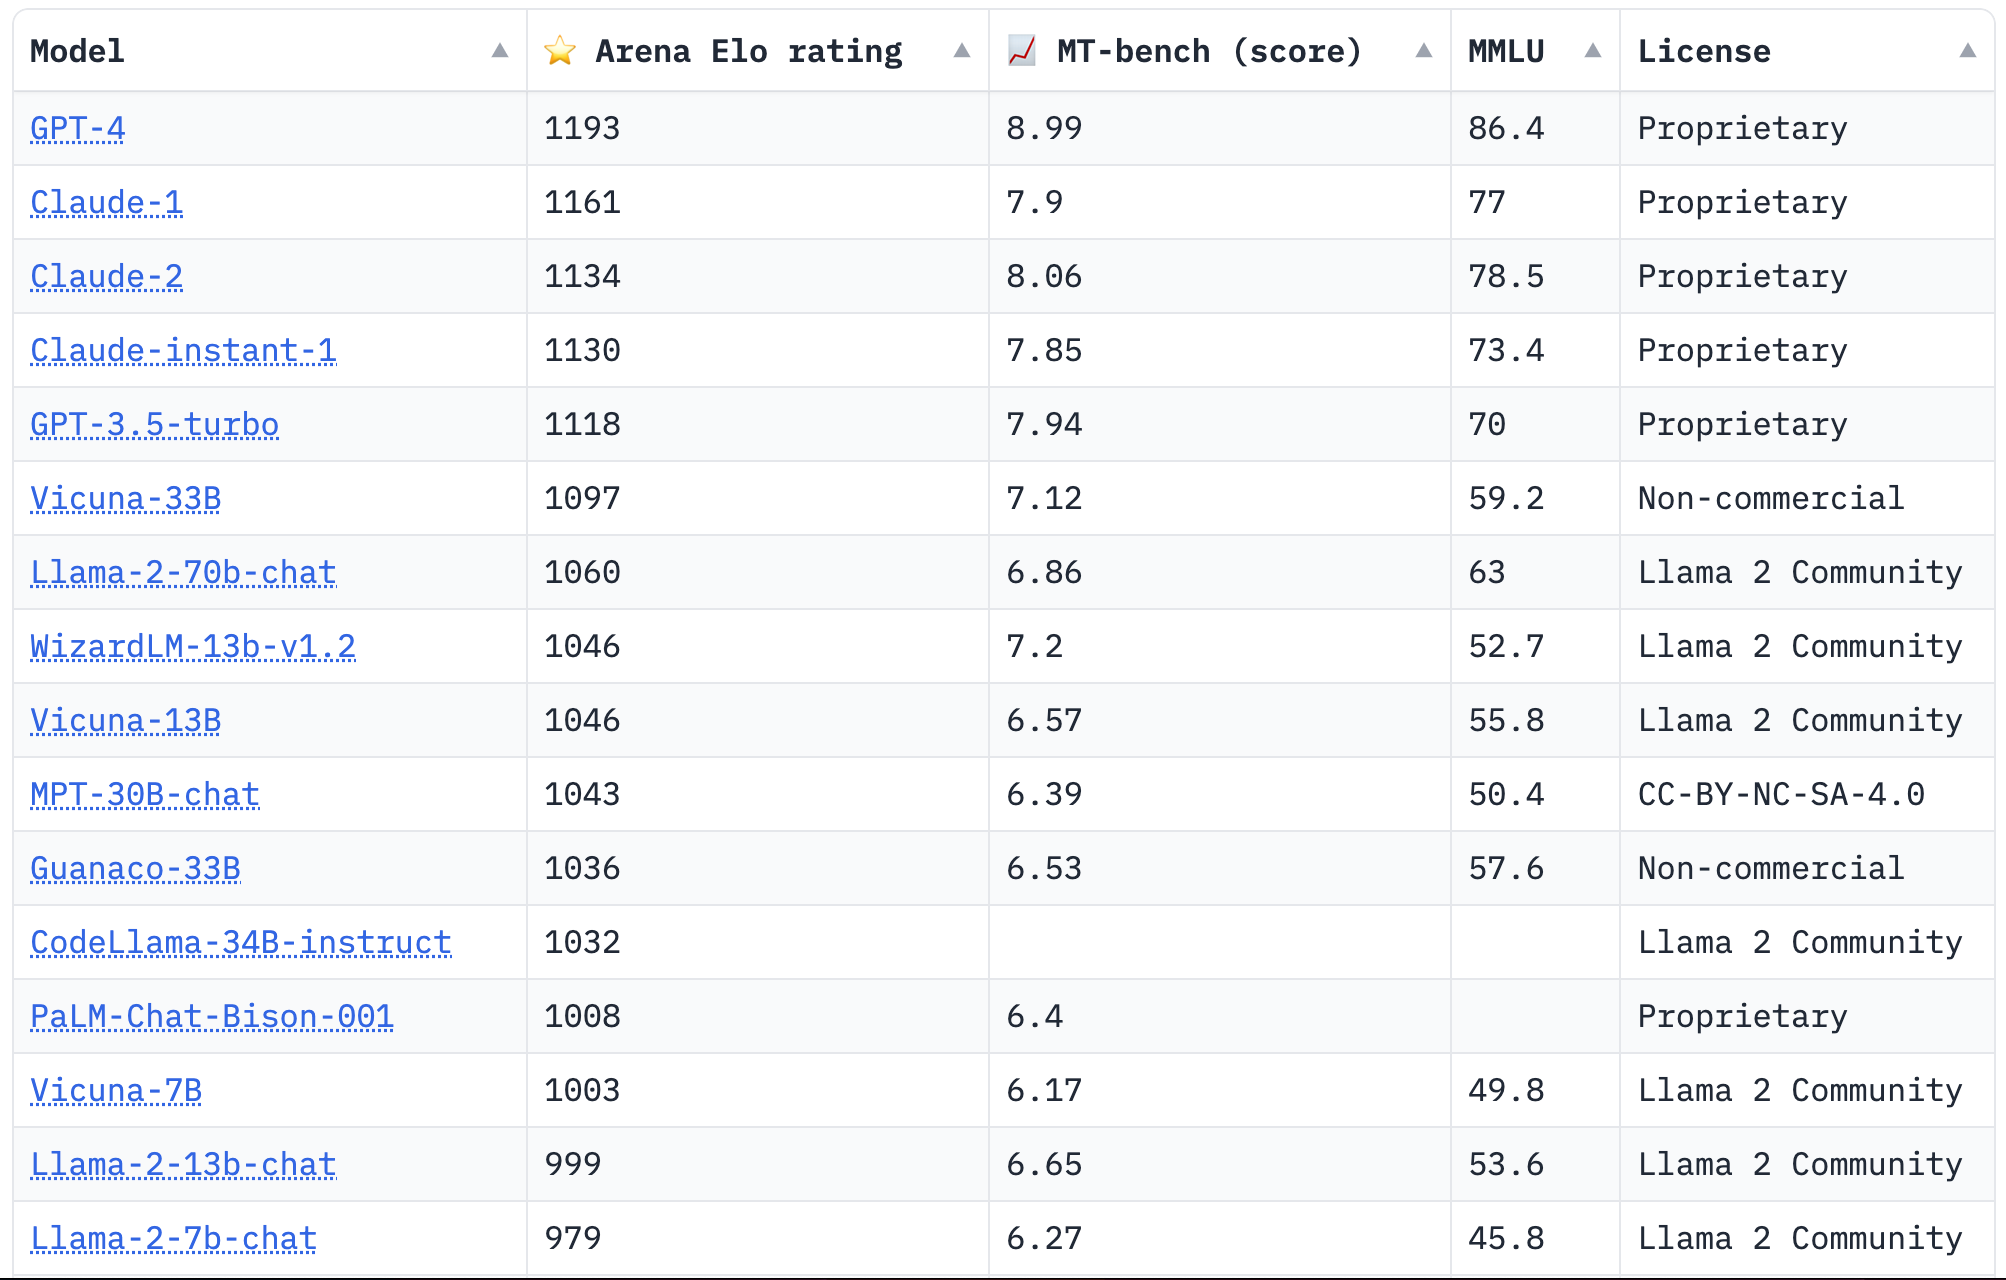 Model ▲ ⭐ Arena Elo rating ▲ 📈 MT-bench (score) ▲ MMLU ▲ License ▲
GPT-4 1193 8.99 86.4 Proprietary
Claude-1 1161 7.9 77 Proprietary
Claude-2 1134 8.06 78.5 Proprietary
Claude-instant-1 1130 7.85 73.4 Proprietary
GPT-3.5-turbo 1118 7.94 70 Proprietary
Vicuna-33B 1097 7.12 59.2 Non-commercial
Llama-2-70b-chat 1060 6.86 63 Llama 2 Community
WizardLM-13b-v1.2 1046 7.2 52.7 Llama 2 Community
Vicuna-13B 1046 6.57 55.8 Llama 2 Community
MPT-30B-chat 1043 6.39 50.4 CC-BY-NC-SA-4.0
Guanaco-33B 1036 6.53 57.6 Non-commercial
CodeLlama-34B-instruct 1032 Llama 2 Community
PaLM-Chat-Bison-001 1008 6.4 Proprietary
Vicuna-7B 1003 6.17 49.8 Llama 2 Community
Llama-2-13b-chat 999 6.65 53.6 Llama 2 Community
Llama-2-7b-chat 979 6.27 45.8 Llama 2 Community